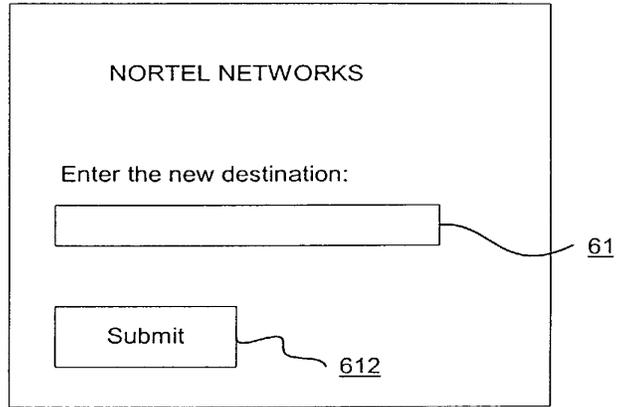 NORTEL NETWORKS
Enter the new destination:
61
Submit
612